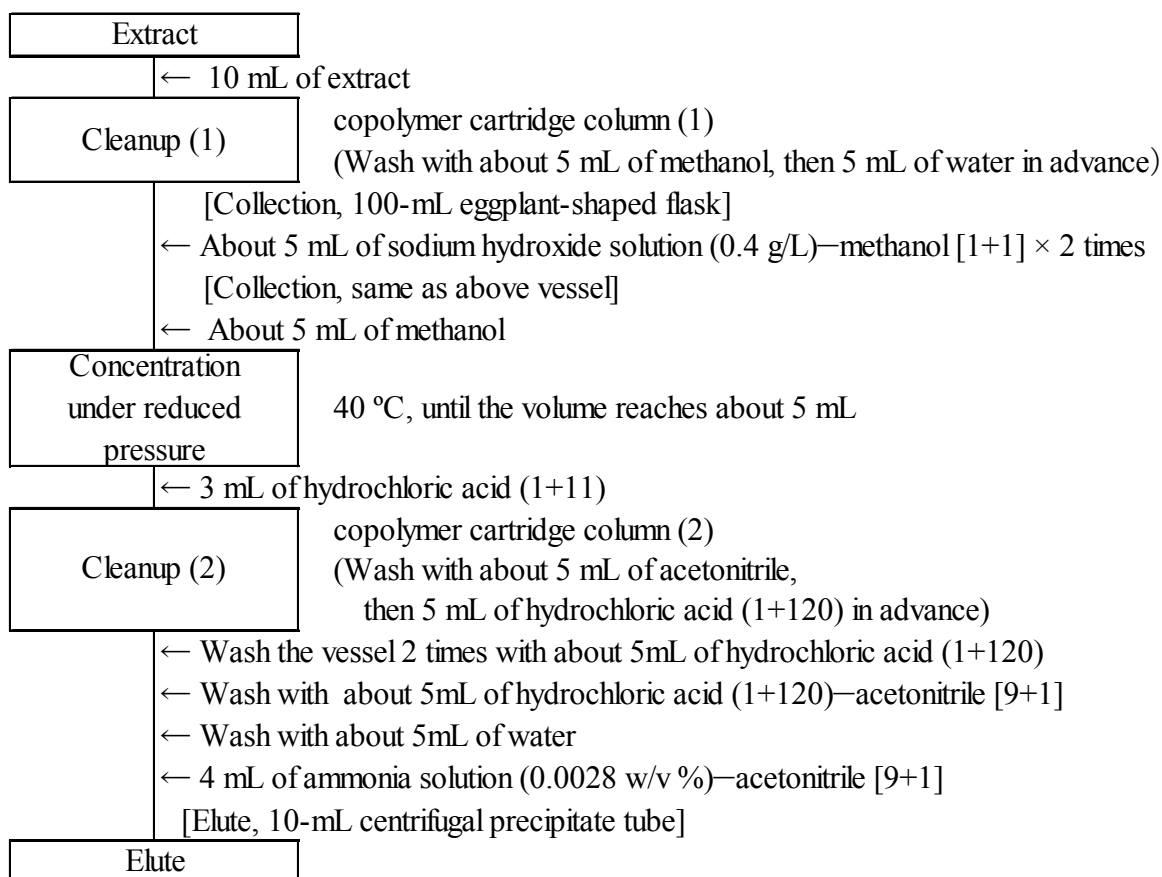 Extract
← 10 mL of extract
Cleanup (1)
copolymer cartridge column (1)
(Wash with about 5 mL of methanol, then 5 mL of water in advance)
[Collection, 100-mL eggplant-shaped flask]
← About 5 mL of sodium hydroxide solution (0.4 g/L)−methanol [1+1] × 2 times
[Collection, same as above vessel]
← About 5 mL of methanol
Concentration
under reduced
pressure
40 ºC, until the volume reaches about 5 mL
← 3 mL of hydrochloric acid (1+11)
Cleanup (2)
copolymer cartridge column (2)
(Wash with about 5 mL of acetonitrile,
then 5 mL of hydrochloric acid (1+120) in advance)
← Wash the vessel 2 times with about 5mL of hydrochloric acid (1+120)
← Wash with about 5mL of hydrochloric acid (1+120)−acetonitrile [9+1]
← Wash with about 5mL of water
← 4 mL of ammonia solution (0.0028 w/v %)−acetonitrile [9+1]
[Elute, 10-mL centrifugal precipitate tube]
Elute